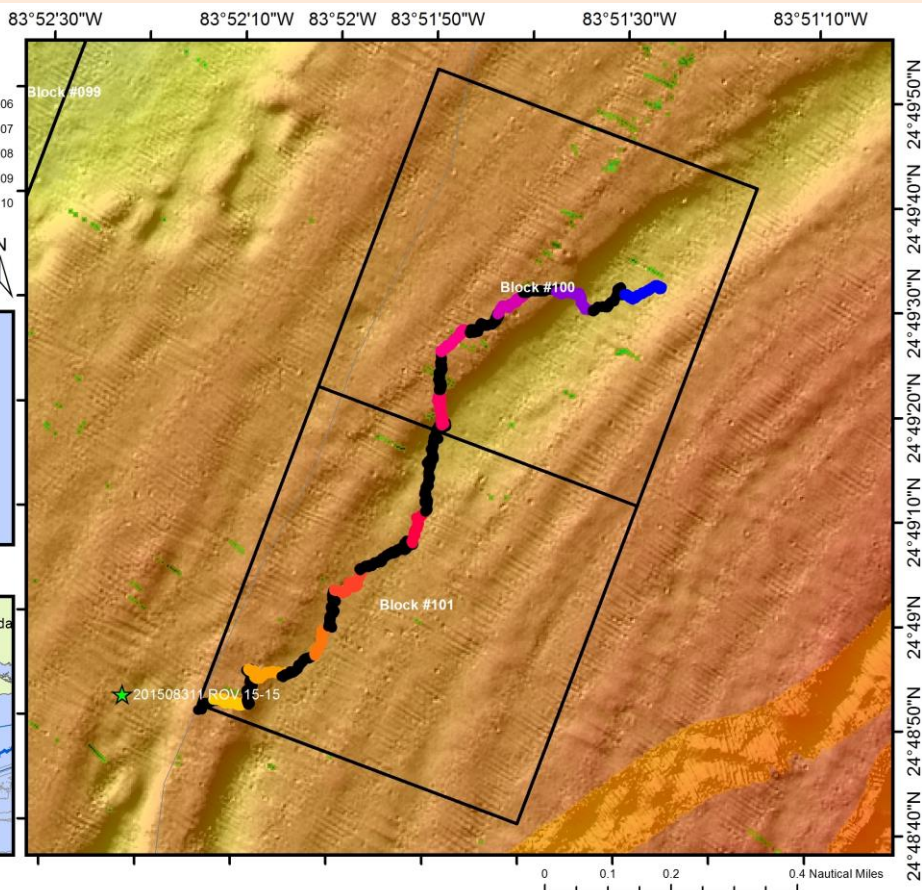 83°52'30"W 83°52'10"W 83°52'W 83°51'50"W 83°51'30"W 83°51'10"W
Block #099
06
07
08
09
10
24°49'50"N
24°49'40"N
24°49'30"N
24°49'20"N
24°49'10"N
24°49'N
24°48'50"N
24°48'40"N
Block #100
Block #101
da
201508311 ROV 15-15
0 0.1 0.2 0.4 Nautical Miles